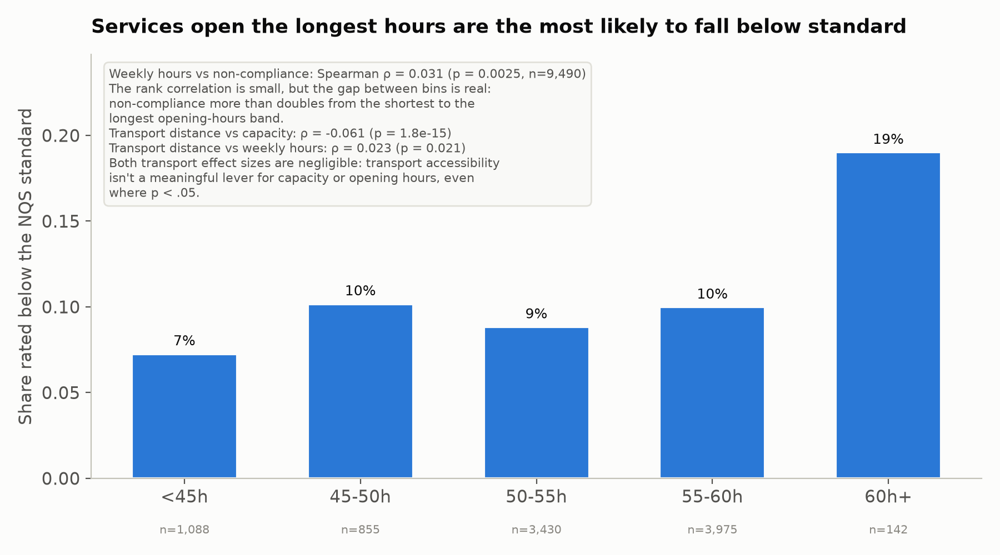 Services open the longest hours are the most likely to fall below standard
Weekly hours vs non-compliance: Spearman ρ = 0.031 (p = 0.0025, n=9,490)
The rank correlation is small, but the gap between bins is real:
non-compliance more than doubles from the shortest to the
longest opening-hours band.
Transport distance vs capacity: ρ = -0.061 (p = 1.8e-15)
Transport distance vs weekly hours: ρ = 0.023 (p = 0.021)
Both transport effect sizes are negligible: transport accessibility
isn't a meaningful lever for capacity or opening hours, even
where p < .05.
Share rated below the NQS standard
0.20
0.15
0.10
0.05
0.00
7%
10%
9%
10%
19%
<45h
45-50h
50-55h
55-60h
60h+
n=1,088
n=855
n=3,430
n=3,975
n=142